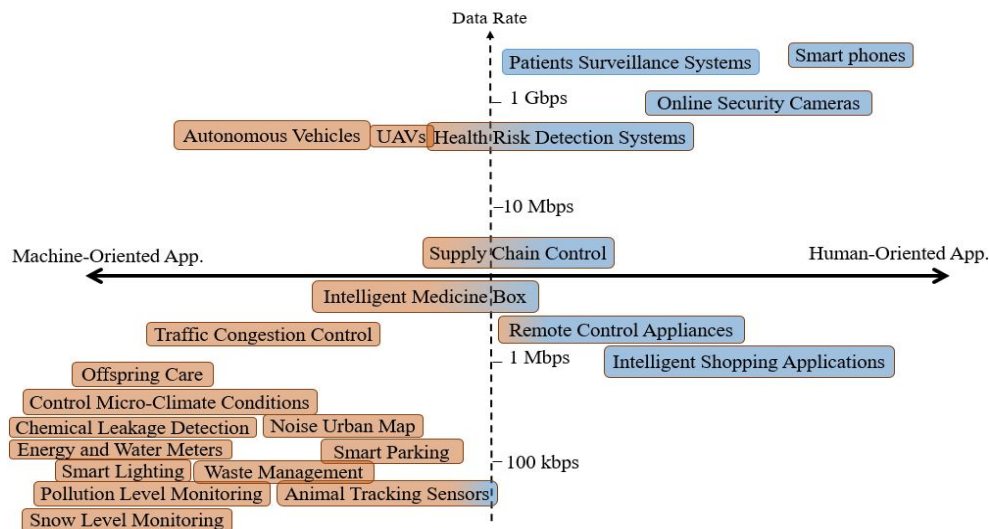 Data Rate
Patients Surveillance Systems
Smart phones
1 Gbps
Online Security Cameras
Autonomous Vehicles
UAVs
Health Risk Detection Systems
10 Mbps
Supply Chain Control
Machine-Oriented App.
Human-Oriented App.
Intelligent Medicine Box
Traffic Congestion Control
Remote Control Appliances
1 Mbps
Intelligent Shopping Applications
Offspring Care
Control Micro-Climate Conditions
Chemical Leakage Detection
Noise Urban Map
Energy and Water Meters
Smart Parking
Smart Lighting
Waste Management
100 kbps
Pollution Level Monitoring
Animal Tracking Sensors
Snow Level Monitoring